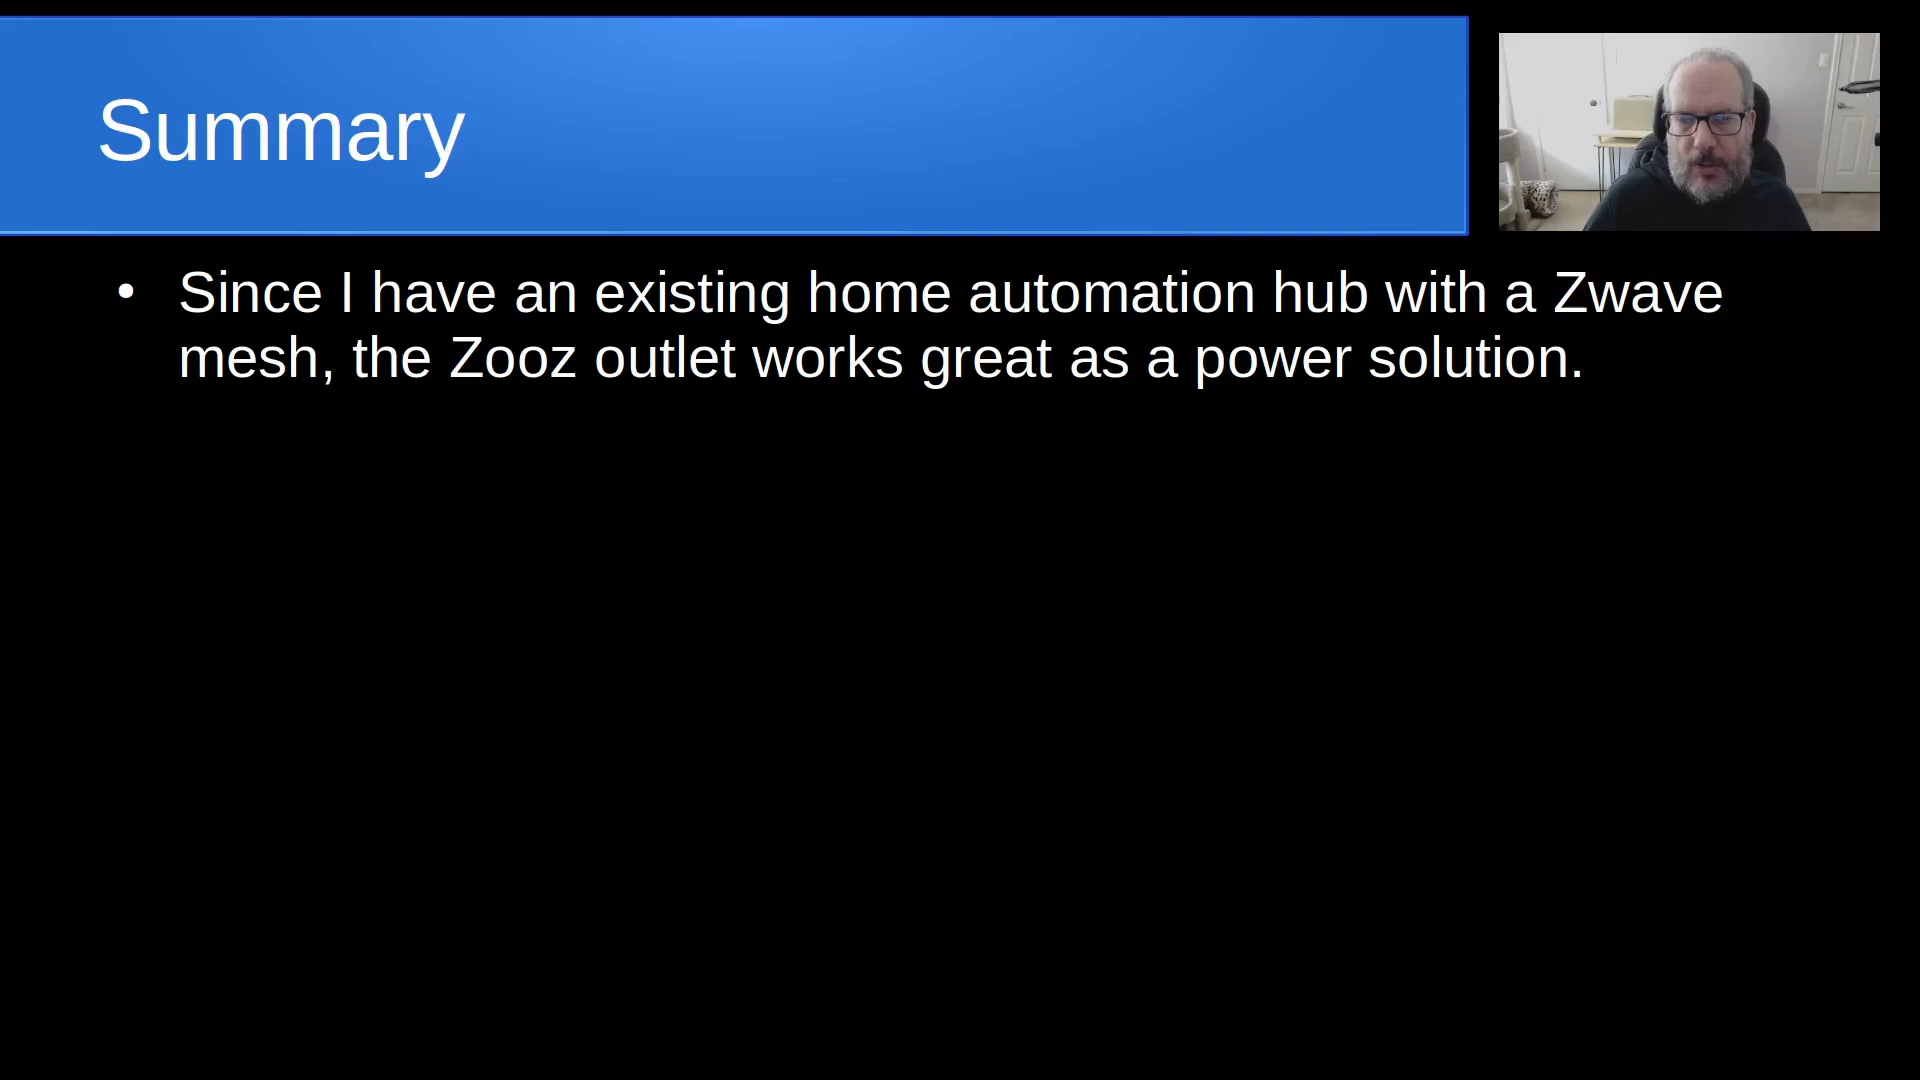 Summary
• Since I have an existing home automation hub with a Zwave
mesh, the Zooz outlet works great as a power solution.